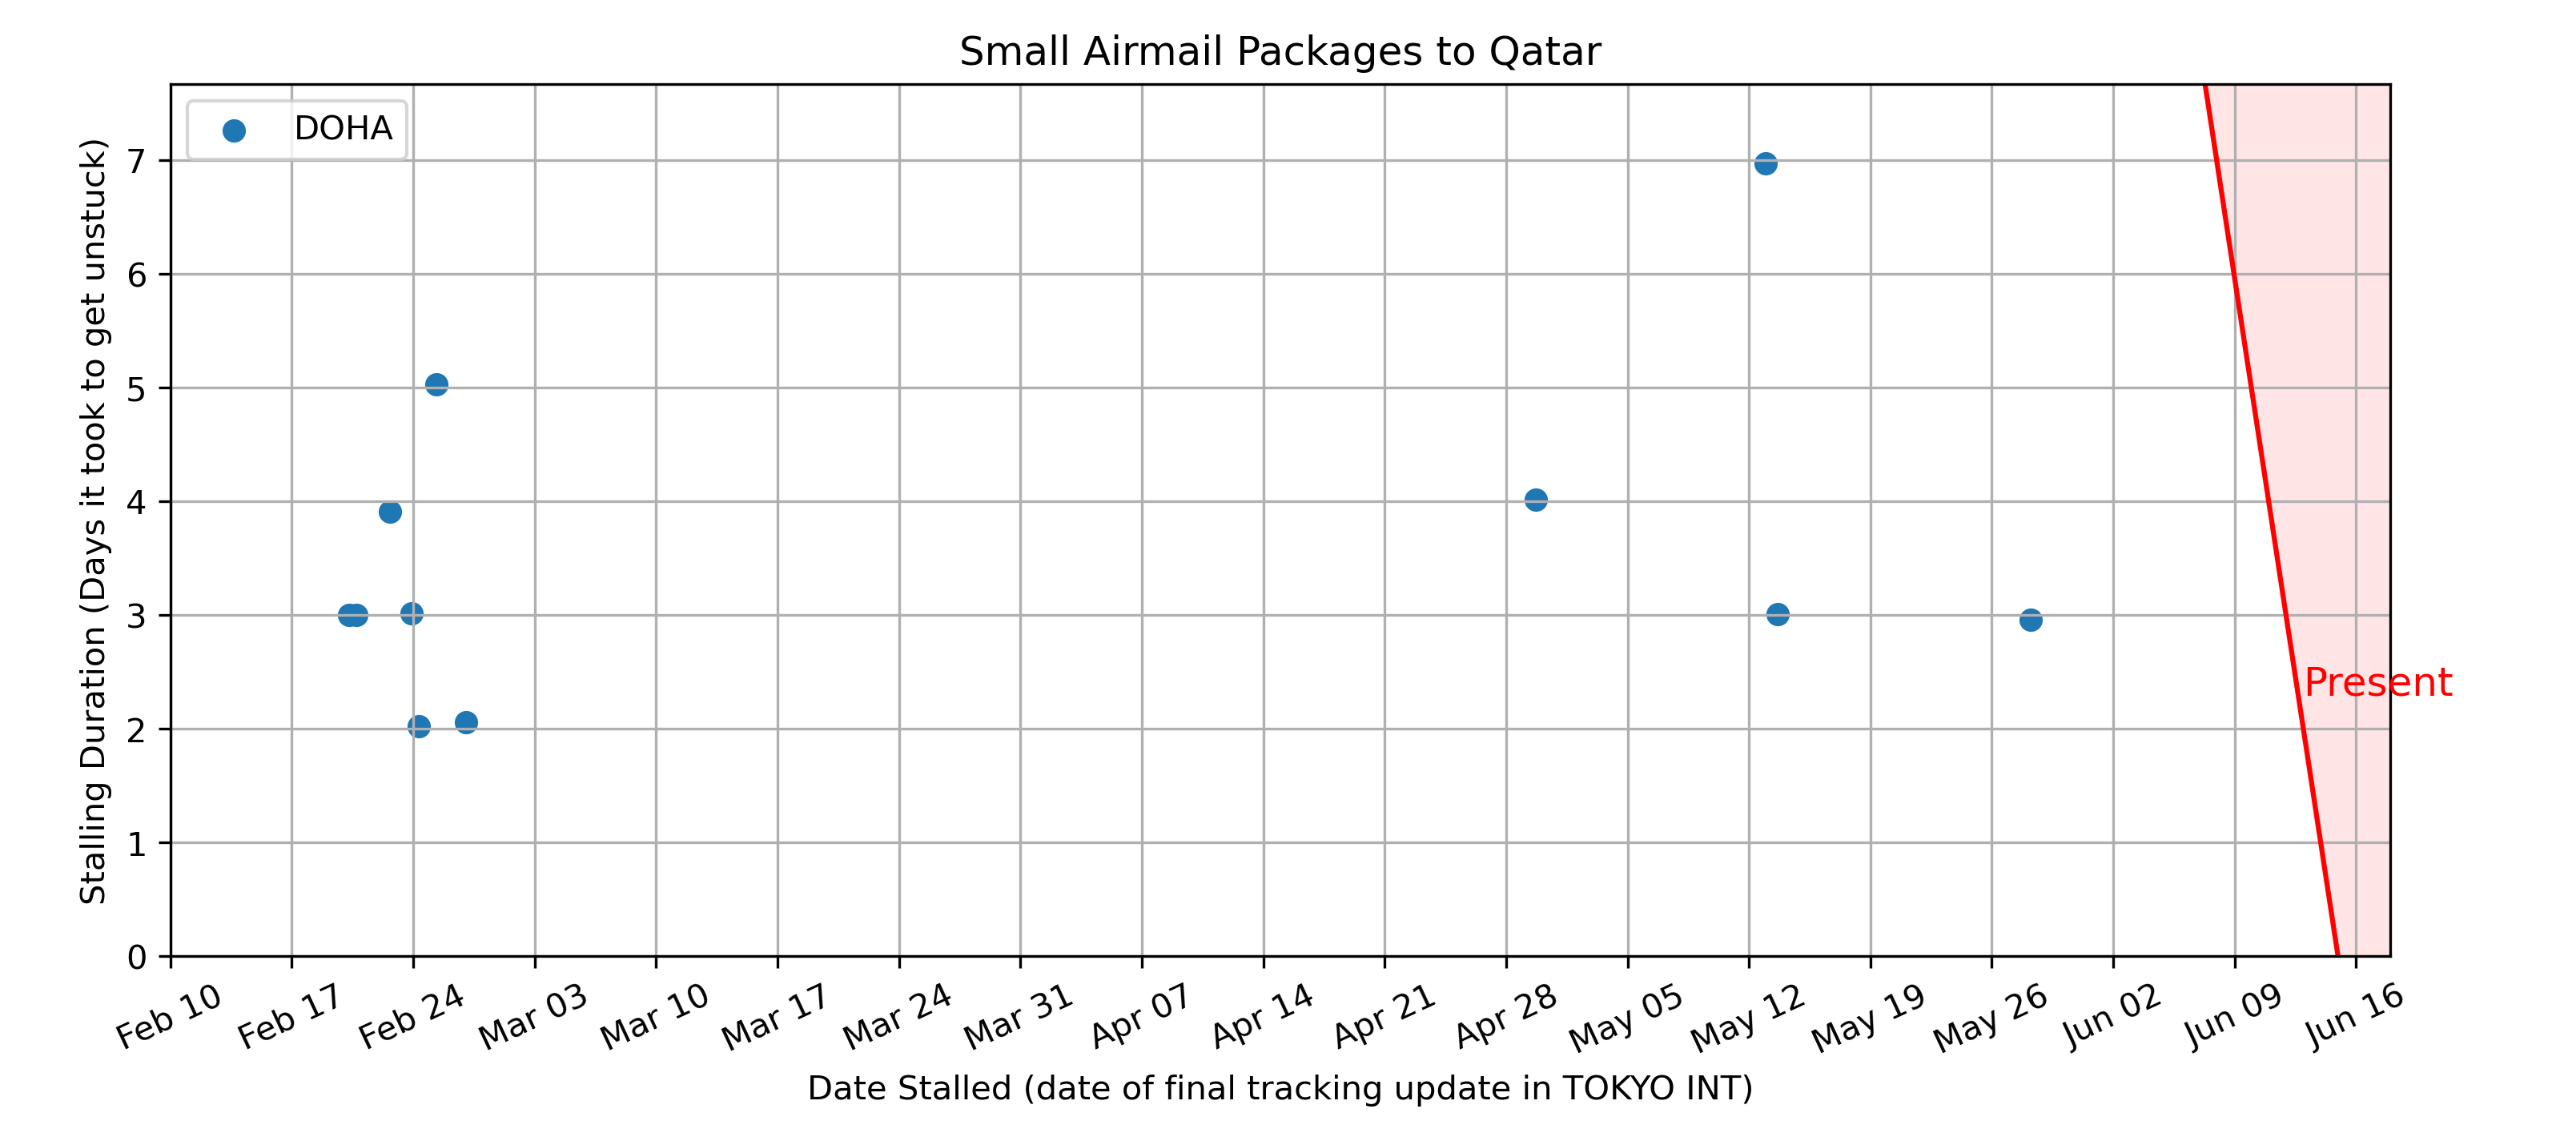 Small Airmail Packages to Qatar
DOHA
Stalling Duration (Days it took to get unstuck)
7
6
5
4
3
2
1
0
Present
Feb 10
Feb 17
Feb 24
Mar 03
Mar 10
Mar 17
Mar 24
Mar 31
Apr 07
Apr 14
Apr 21
Apr 28
May 05
May 12
May 19
May 26
Jun 02
Jun 09
Jun 16
Date Stalled (date of final tracking update in TOKYO INT)